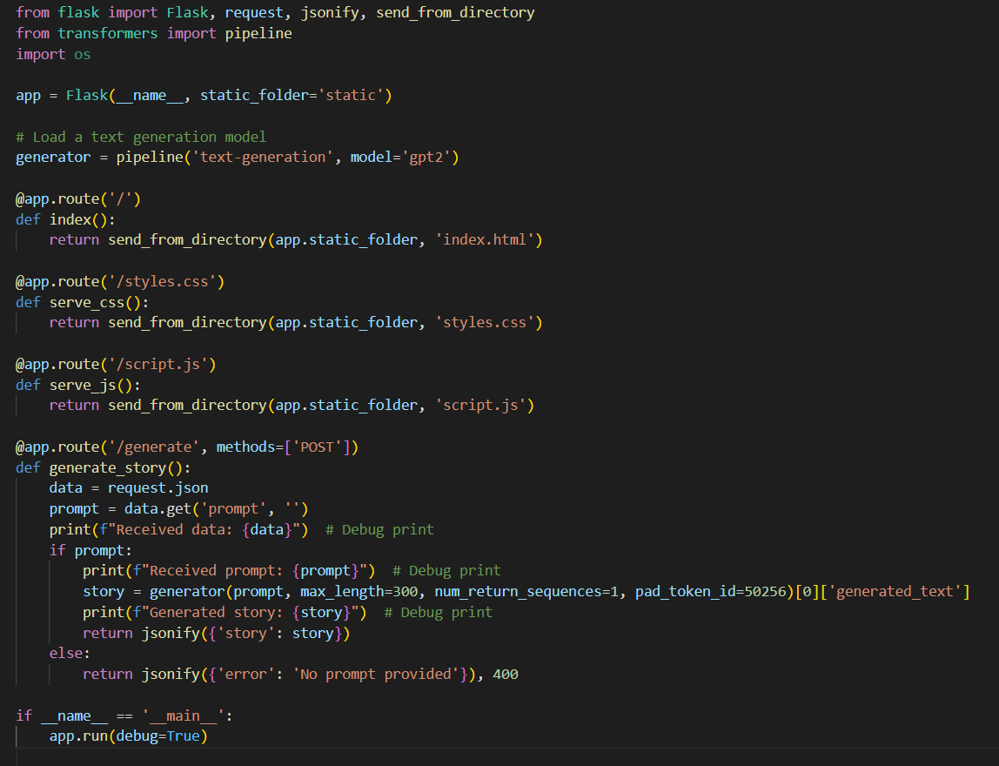 from flask import Flask, request, jsonify, send_from_directory
from transformers import pipeline
import os

app = Flask(__name__, static_folder='static')

# Load a text generation model
generator = pipeline('text-generation', model='gpt2')

@app.route('/')
def index():
    return send_from_directory(app.static_folder, 'index.html')

@app.route('/styles.css')
def serve_css():
    return send_from_directory(app.static_folder, 'styles.css')

@app.route('/script.js')
def serve_js():
    return send_from_directory(app.static_folder, 'script.js')

@app.route('/generate', methods=['POST'])
def generate_story():
    data = request.json
    prompt = data.get('prompt', '')
    print(f"Received data: {data}")  # Debug print
    if prompt:
        print(f"Received prompt: {prompt}")  # Debug print
        story = generator(prompt, max_length=300, num_return_sequences=1, pad_token_id=50256)[0]['generated_text']
        print(f"Generated story: {story}")  # Debug print
        return jsonify({'story': story})
    else:
        return jsonify({'error': 'No prompt provided'}), 400

if __name__ == '__main__':
    app.run(debug=True)